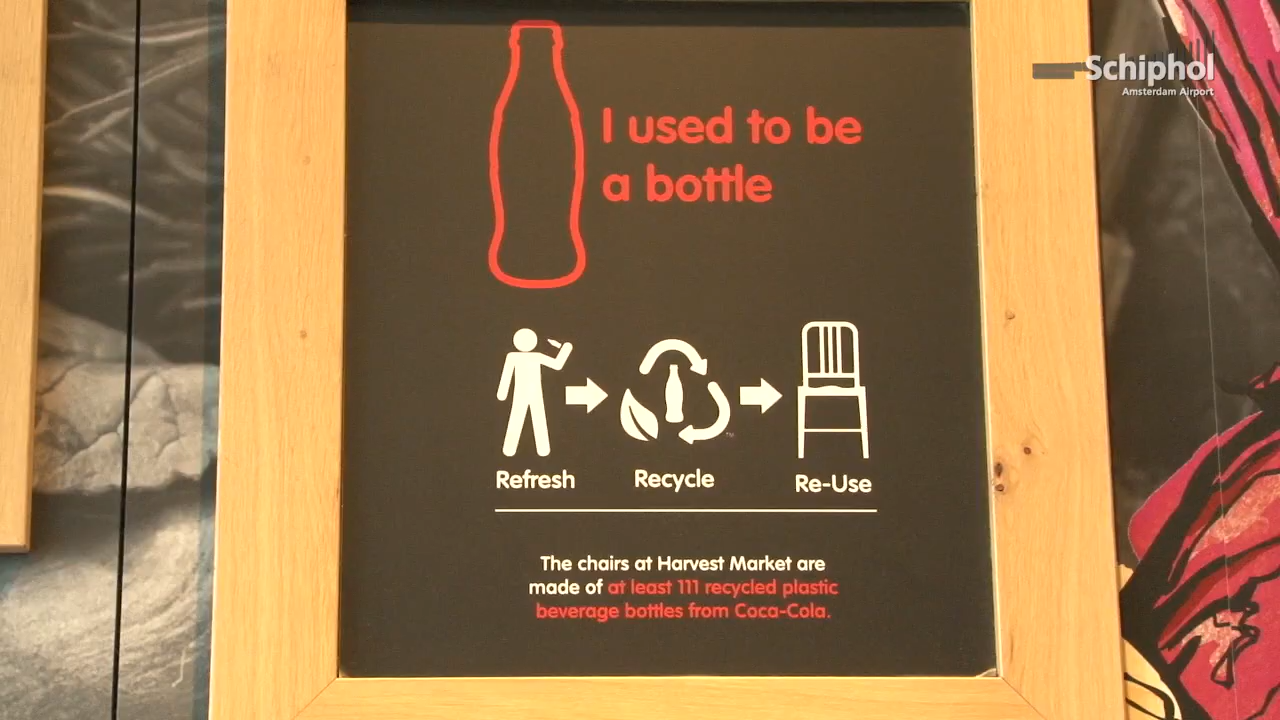 Schiphol
Amsterdam Airport
I used to be
a bottle
Refresh
Recycle
Re-Use
The chairs at Harvest Market are
made of at least 111 recycled plastic
beverage bottles from Coca-Cola.